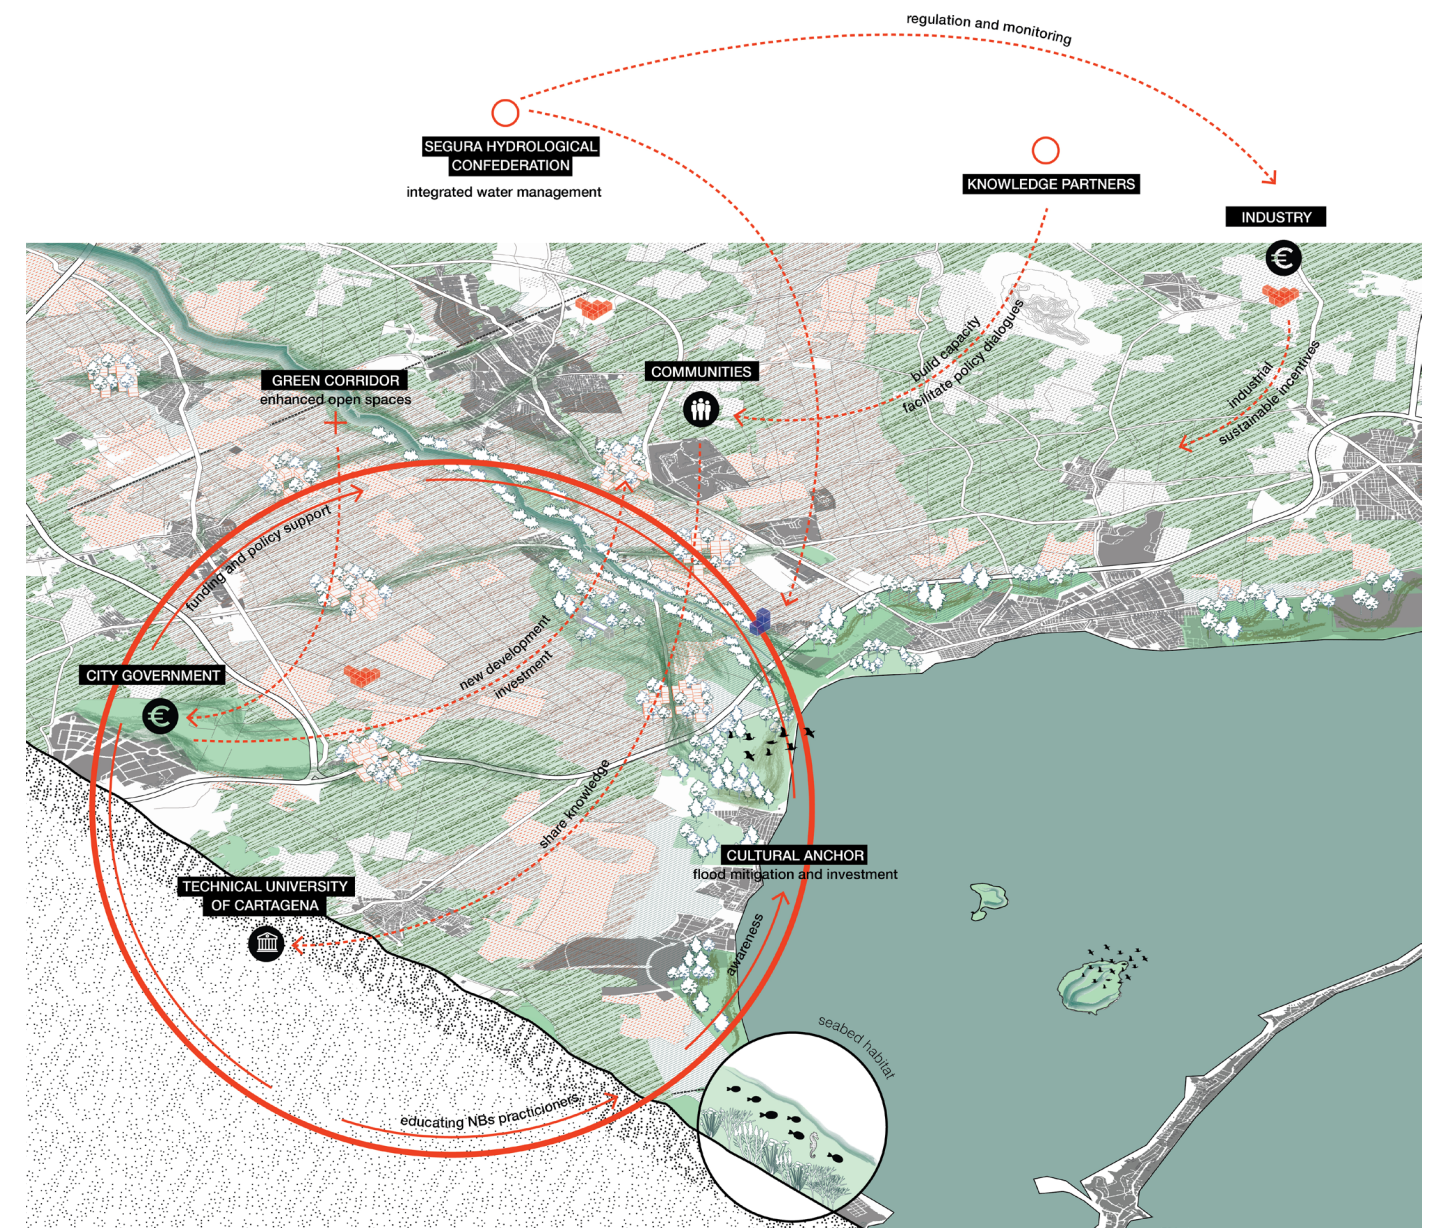 regulation and monitoring
SEGURA HYDROLOGICAL
CONFEDERATION
integrated water management
KNOWLEDGE PARTNERS
INDUSTRY
€
build capacity
facilitate policy dialogues
industrial
sustainable incentives
COMMUNITIES
GREEN CORRIDOR
enhanced open spaces
funding and policy support
new development
investment
CITY GOVERNMENT
€
share knowledge
CULTURAL ANCHOR
flood mitigation and investment
TECHNICAL UNIVERSITY
OF CARTAGENA
awareness
seabed habitat
educating NBs practicioners